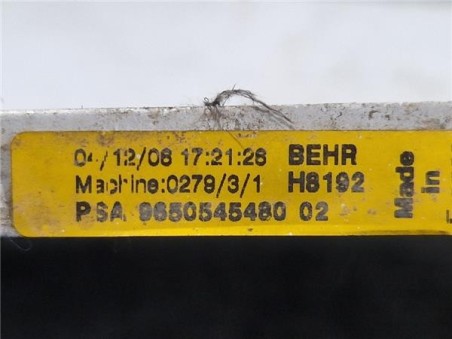 04/12/06 17:21:26 BEHR
Machine:0279/3/1 H8192
PSA 9650545480 02
Made
in